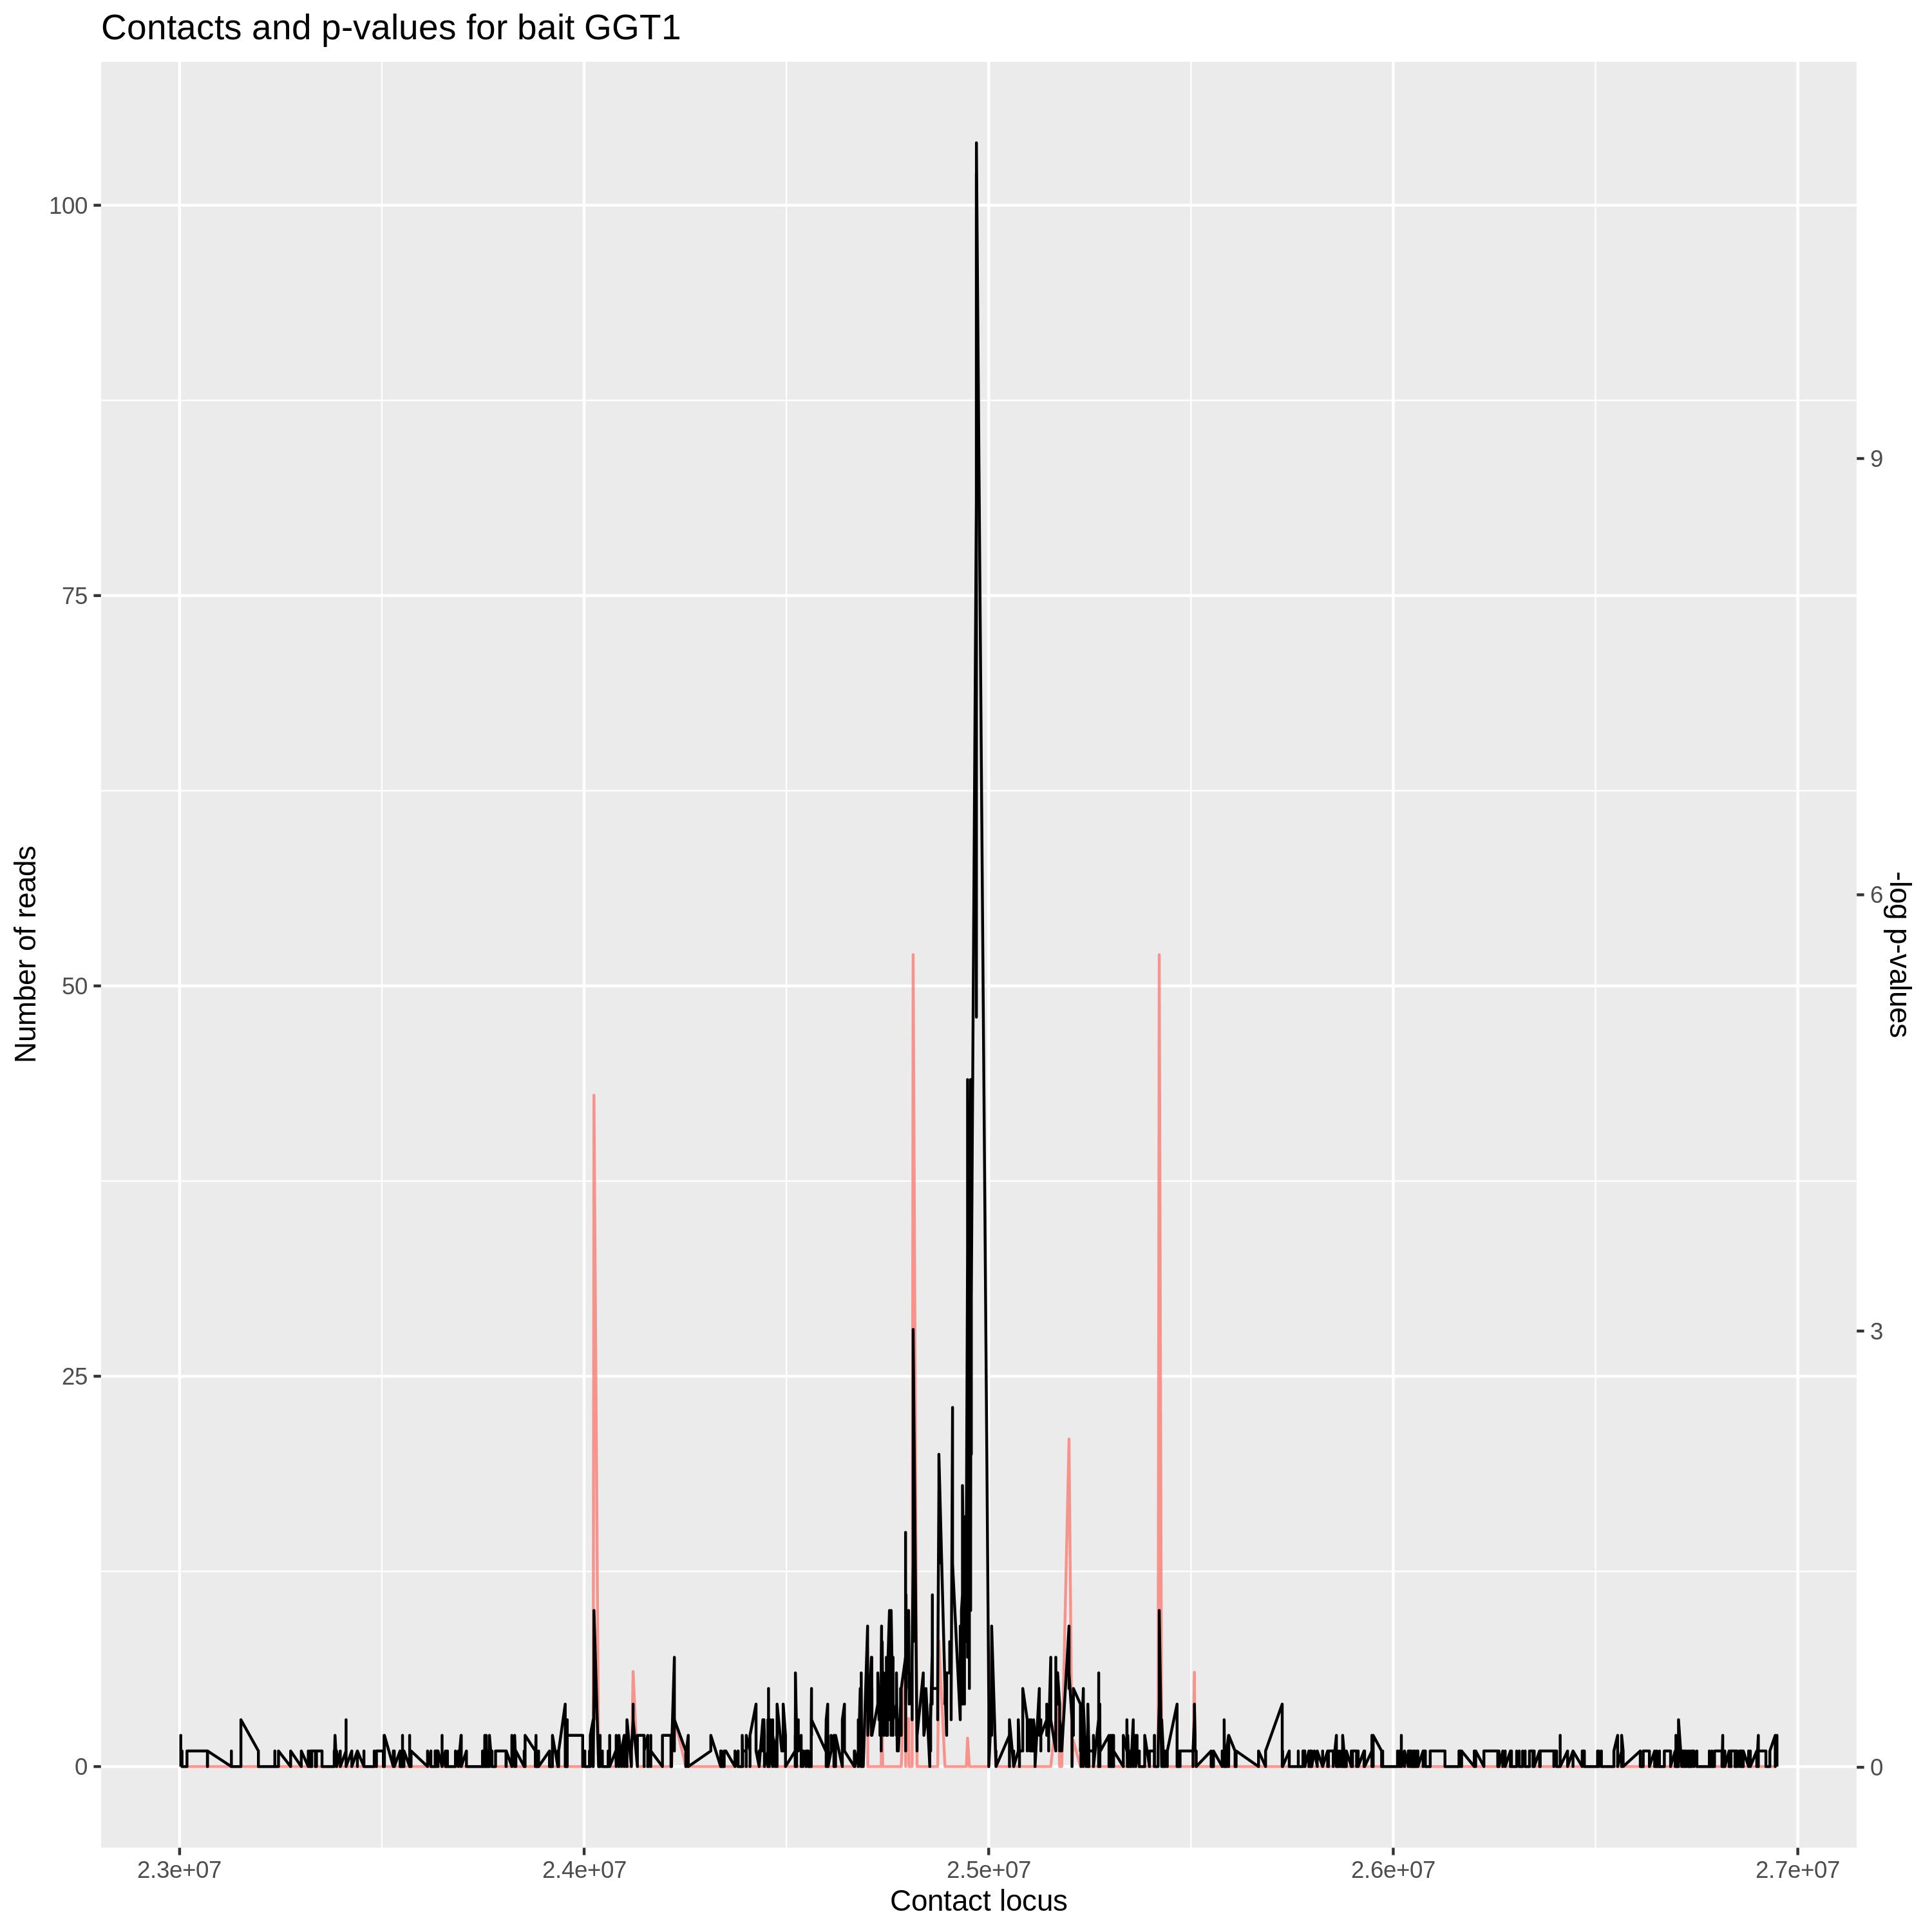 Contacts and p-values for bait GGT1
100
75
50
25
0
Number of reads
9
6
3
0
-log p-values
2.3e+07
2.4e+07
2.5e+07
2.6e+07
2.7e+07
Contact locus